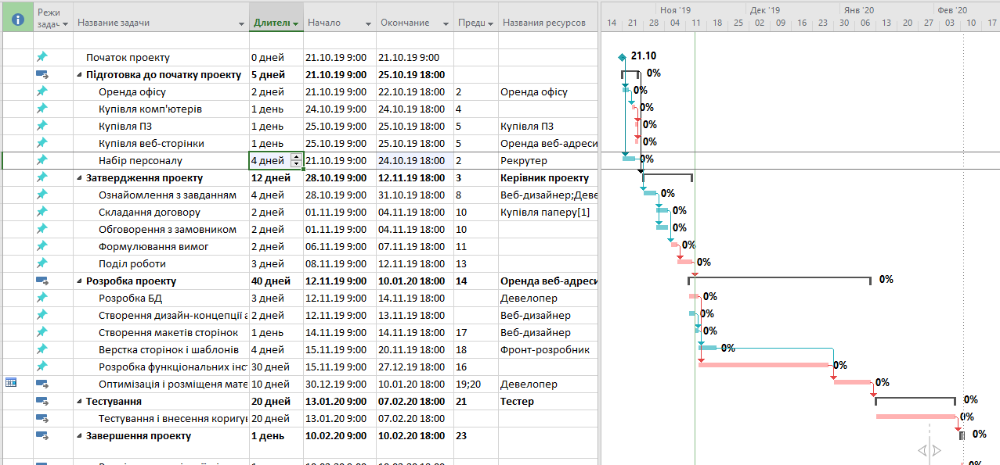 Режи
задач
Название задачи
Длител
Начало
Окончание
Предц
Названия ресурсов
Ноя '19 Дек '19 Янв '20 Фев '20
14 21 28 04 11 18 25 02 09 16 23 30 06 13 20 27 03 10 17
Початок проекту 0 дней 21.10.19 9:00 21.10.19 9:00 21.10
Підготовка до початку проекту 5 дней 21.10.19 9:00 25.10.19 18:00 0%
Оренда офісу 2 дней 21.10.19 9:00 22.10.19 18:00 2 Оренда офісу 0%
Купівля комп'ютерів 1 день 24.10.19 9:00 24.10.19 18:00 4 0%
Купівля ПЗ 1 день 25.10.19 9:00 25.10.19 18:00 5 Купівля ПЗ 0%
Купівля веб-сторінки 1 день 25.10.19 9:00 25.10.19 18:00 5 Оренда веб-адреси 0%
Набір персоналу 4 дней 21.10.19 9:00 24.10.19 18:00 2 Рекрутер 0%
Затвердження проекту 12 дней 28.10.19 9:00 12.11.19 18:00 3 Керівник проекту
Ознайомлення з завданням 4 дней 28.10.19 9:00 31.10.19 18:00 8 Веб-дизайнер;Деве 0%
Складання договору 2 дней 01.11.19 9:00 04.11.19 18:00 10 Купівля паперу[1] 0%
Обговорення з замовником 2 дней 01.11.19 9:00 04.11.19 18:00 10 0%
Формулювання вимог 2 дней 06.11.19 9:00 07.11.19 18:00 11 0%
Поділ роботи 3 дней 08.11.19 9:00 12.11.19 18:00 13 0%
Розробка проекту 40 дней 12.11.19 9:00 10.01.20 18:00 14 Оренда веб-адреси 0%
Розробка БД 3 дней 12.11.19 9:00 14.11.19 18:00 Девелопер 0%
Створення дизайн-концепції а 2 дней 12.11.19 9:00 13.11.19 18:00 Веб-дизайнер 0%
Створення макетів сторінок 1 день 14.11.19 9:00 14.11.19 18:00 17 Веб-дизайнер 0%
Верстка сторінок і шаблонів 4 дней 15.11.19 9:00 20.11.19 18:00 18 Фронт-розробник 0%
Розробка функціональних інс 30 дней 15.11.19 9:00 27.12.19 18:00 16 0%
Оптимізація і розміщеня мате 10 дней 30.12.19 9:00 10.01.20 18:00 19;20 Девелопер 0%
Тестування 20 дней 13.01.20 9:00 07.02.20 18:00 21 Тестер 0%
Тестування і внесення коригу 20 дней 13.01.20 9:00 07.02.20 18:00 0%
Завершення проекту 1 день 10.02.20 9:00 10.02.20 18:00 23 0%